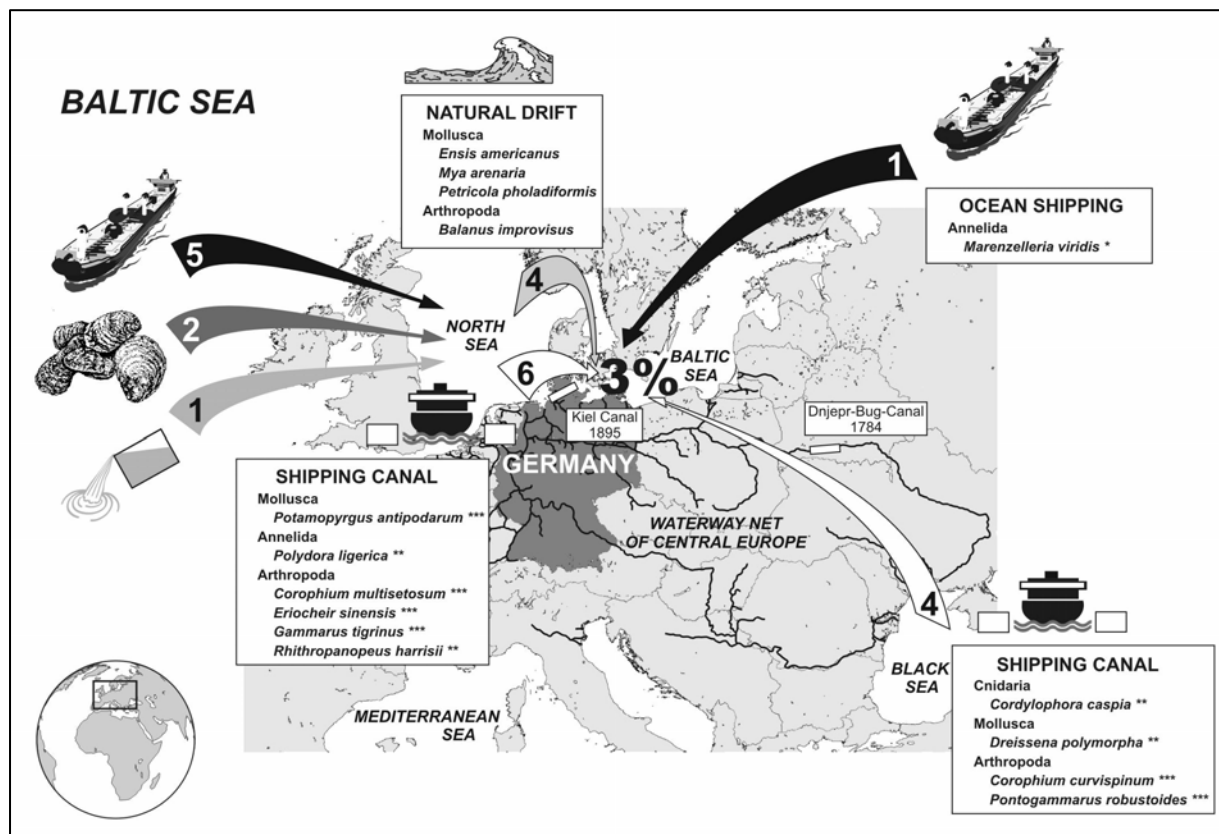 BALTIC SEA
NATURAL DRIFT
Mollusca
Ensis americanus
Mya arenaria
Petricola pholadiformis
Arthropoda
Balanus improvisus
1
OCEAN SHIPPING
Annelida
Marenzelleria viridis *
5
2
1
4
6
3%
NORTH
SEA
BALTIC
SEA
Kiel Canal
1895
Dnjepr-Bug-Canal
1784
GERMANY
WATERWAY NET
OF CENTRAL EUROPE
SHIPPING CANAL
Mollusca
Potamopyrgus antipodarum ***
Annelida
Polydora ligerica **
Arthropoda
Corophium multisetosum ***
Eriocheir sinensis ***
Gammarus tigrinus ***
Rhithropanopeus harrisii **
4
BLACK
SEA
MEDITERRANEAN
SEA
SHIPPING CANAL
Cnidaria
Cordylophora caspia **
Mollusca
Dreissena polymorpha **
Arthropoda
Corophium curvispinum ***
Pontogammarus robustoides ***